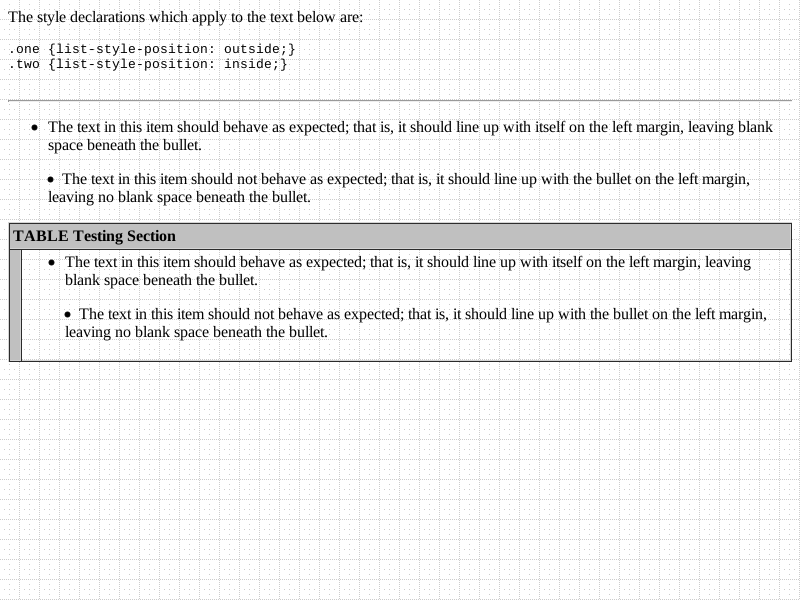 The style declarations which apply to the text below are:
.one {list-style-position: outside;}
.two {list-style-position: inside;}
• The text in this item should behave as expected; that is, it should line up with itself on the left margin, leaving blank
space beneath the bullet.
• The text in this item should not behave as expected; that is, it should line up with the bullet on the left margin,
leaving no blank space beneath the bullet.
TABLE Testing Section
• The text in this item should behave as expected; that is, it should line up with itself on the left margin, leaving
blank space beneath the bullet.
• The text in this item should not behave as expected; that is, it should line up with the bullet on the left margin,
leaving no blank space beneath the bullet.